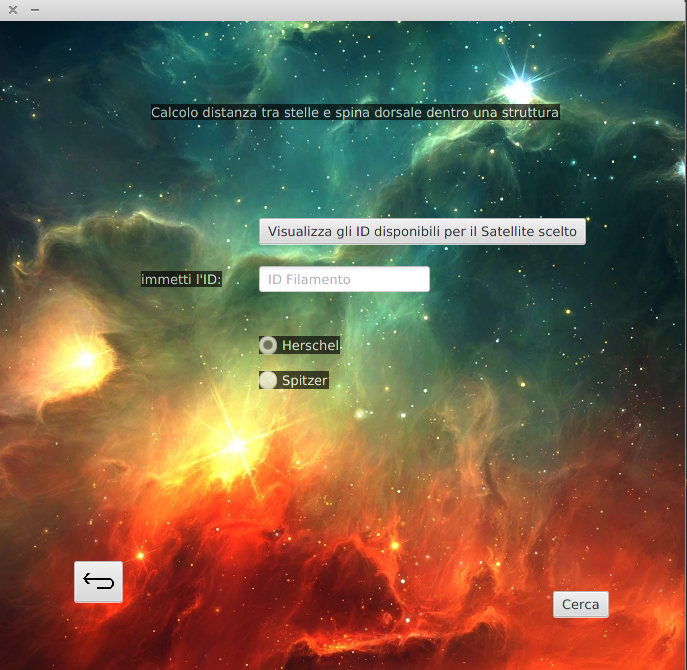 Calcolo distanza tra stelle e spina dorsale dentro una struttura
Visualizza gli ID disponibili per il Satellite scelto
immetti l'ID:
ID Filamento
Herschel
Spitzer
Cerca